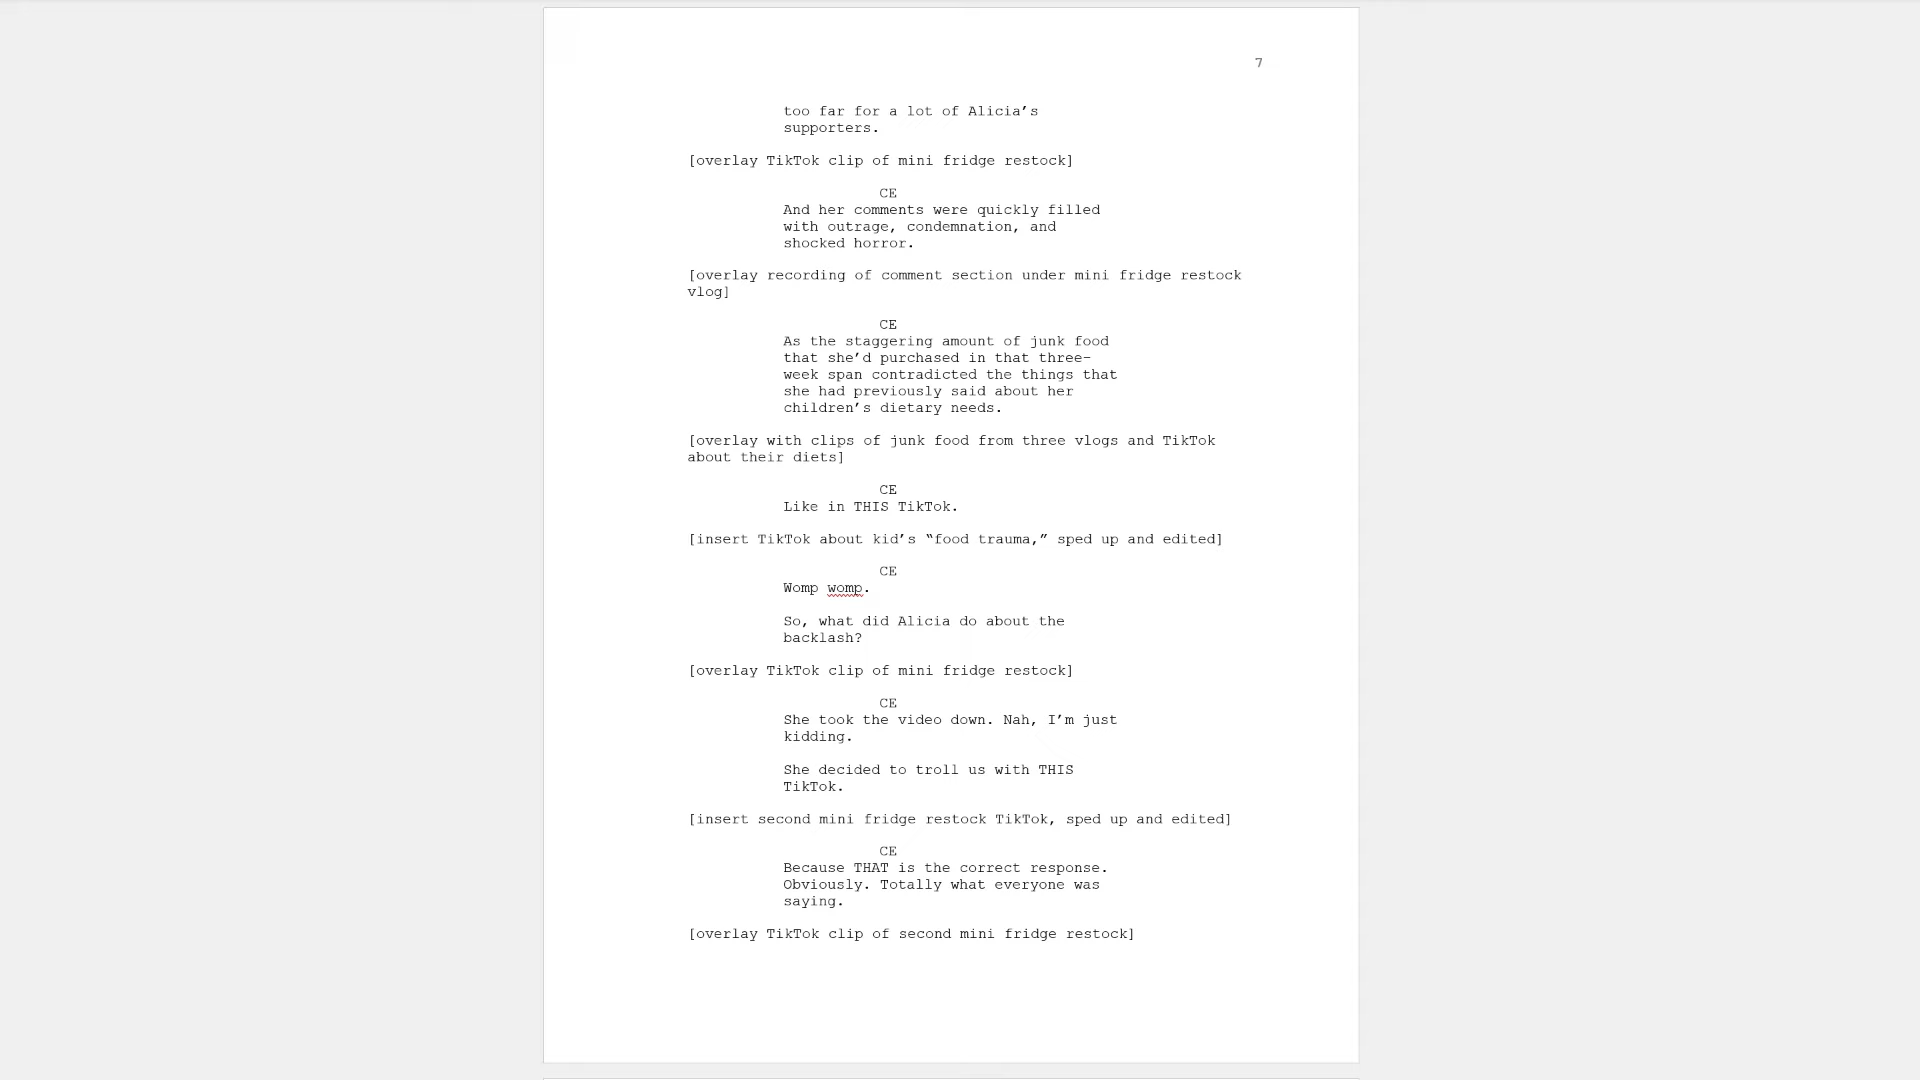 7
too far for a lot of Alicia’s
supporters.
[overlay TikTok clip of mini fridge restock]
CE
And her comments were quickly filled
with outrage, condemnation, and
shocked horror.
[overlay recording of comment section under mini fridge restock
vlog]
CE
As the staggering amount of junk food
that she’d purchased in that three-
week span contradicted the things that
she had previously said about her
children’s dietary needs.
[overlay with clips of junk food from three vlogs and TikTok
about their diets]
CE
Like in THIS TikTok.
[insert TikTok about kid’s “food trauma,” sped up and edited]
CE
Womp womp.
So, what did Alicia do about the
backlash?
[overlay TikTok clip of mini fridge restock]
CE
She took the video down. Nah, I’m just
kidding.
She decided to troll us with THIS
TikTok.
[insert second mini fridge restock TikTok, sped up and edited]
CE
Because THAT is the correct response.
Obviously. Totally what everyone was
saying.
[overlay TikTok clip of second mini fridge restock]